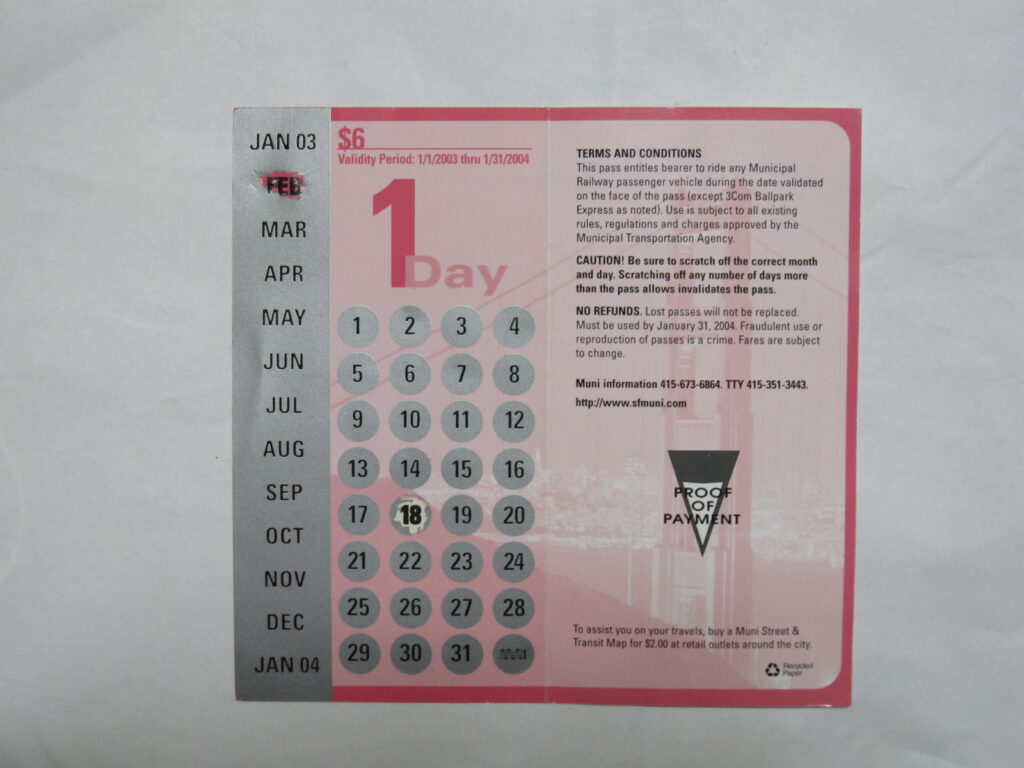 JAN 03
FEB
MAR
APR
MAY
JUN
JUL
AUG
SEP
OCT
NOV
DEC
JAN 04
$6
Validity Period: 1/1/2003 thru 1/31/2004
1
Day
1 2 3 4
5 6 7 8
9 10 11 12
13 14 15 16
17 18 19 20
21 22 23 24
25 26 27 28
29 30 31
TERMS AND CONDITIONS
This pass entitles bearer to ride any Municipal
Railway passenger vehicle during the date validated
on the face of the pass (except 3Com Ballpark
Express as noted). Use is subject to all existing
rules, regulations and charges approved by the
Municipal Transportation Agency.
CAUTION! Be sure to scratch off the correct month
and day. Scratching off any number of days more
than the pass allows invalidates the pass.
NO REFUNDS. Lost passes will not be replaced.
Must be used by January 31, 2004. Fraudulent use or
reproduction of passes is a crime. Fares are subject
to change.
Muni information 415-673-6864. TTY 415-351-3443.
http://www.sfmuni.com
PROOF
OF
PAYMENT
To assist you on your travels, buy a Muni Street &
Transit Map for $2.00 at retail outlets around the city.
Recycled
Paper